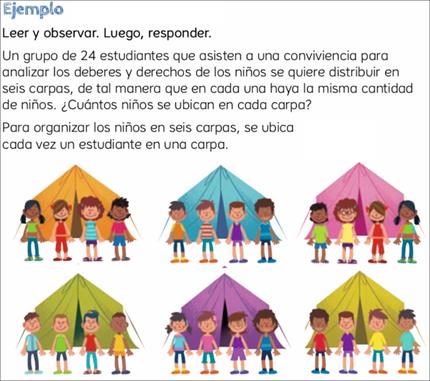 Ejemplo
Leer y observar. Luego, responder.
Un grupo de 24 estudiantes que asisten a una conviviencia para
analizar los deberes y derechos de los niños se quiere distribuir en
seis carpas, de tal manera que en cada una haya la misma cantidad
de niños. ¿Cuántos niños se ubican en cada carpa?
Para organizar los niños en seis carpas, se ubica
cada vez un estudiante en una carpa.